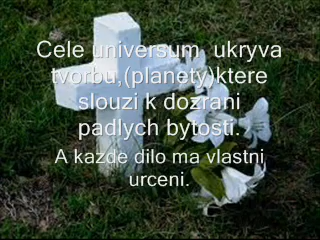 Cele universum  ukryva
tvorbu,(planety)ktere
slouzi k dozrani
padlych bytosti.
A kazde dilo ma vlastni
urceni.